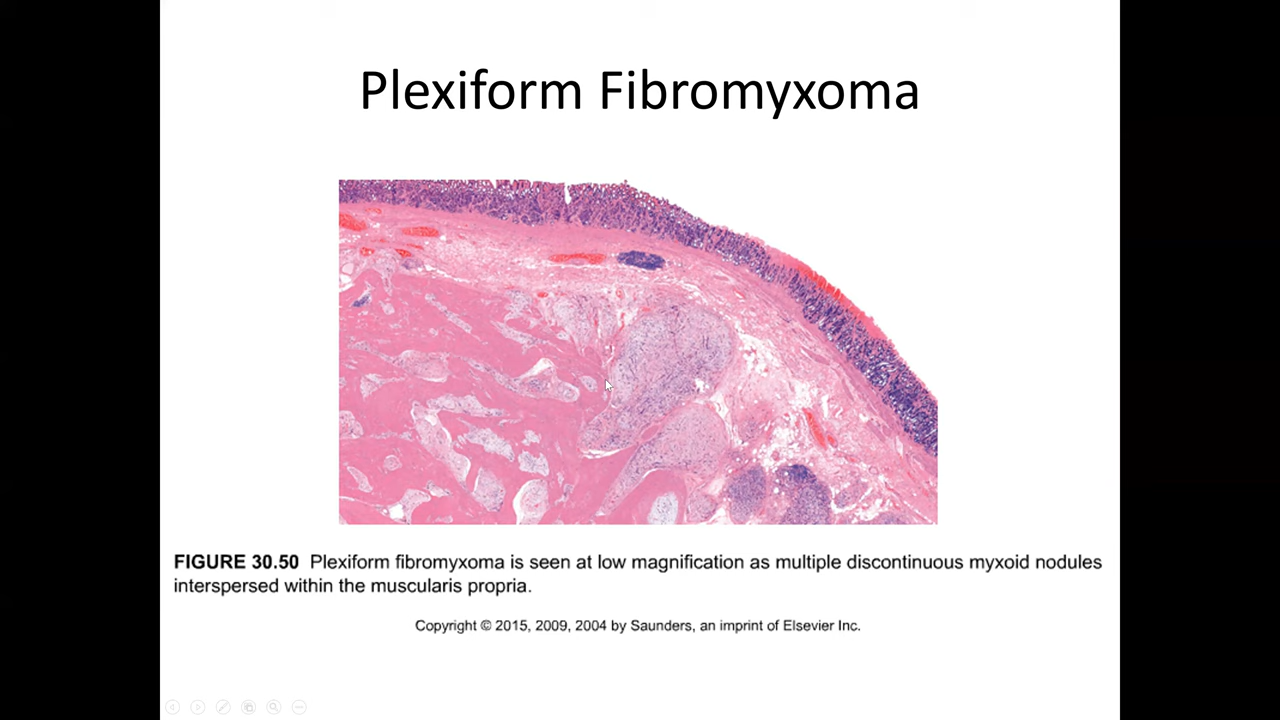 Plexiform Fibromyxoma
FIGURE 30.50 Plexiform fibromyxoma is seen at low magnification as multiple discontinuous myxoid nodules
interspersed within the muscularis propria.
Copyright © 2015, 2009, 2004 by Saunders, an imprint of Elsevier Inc.